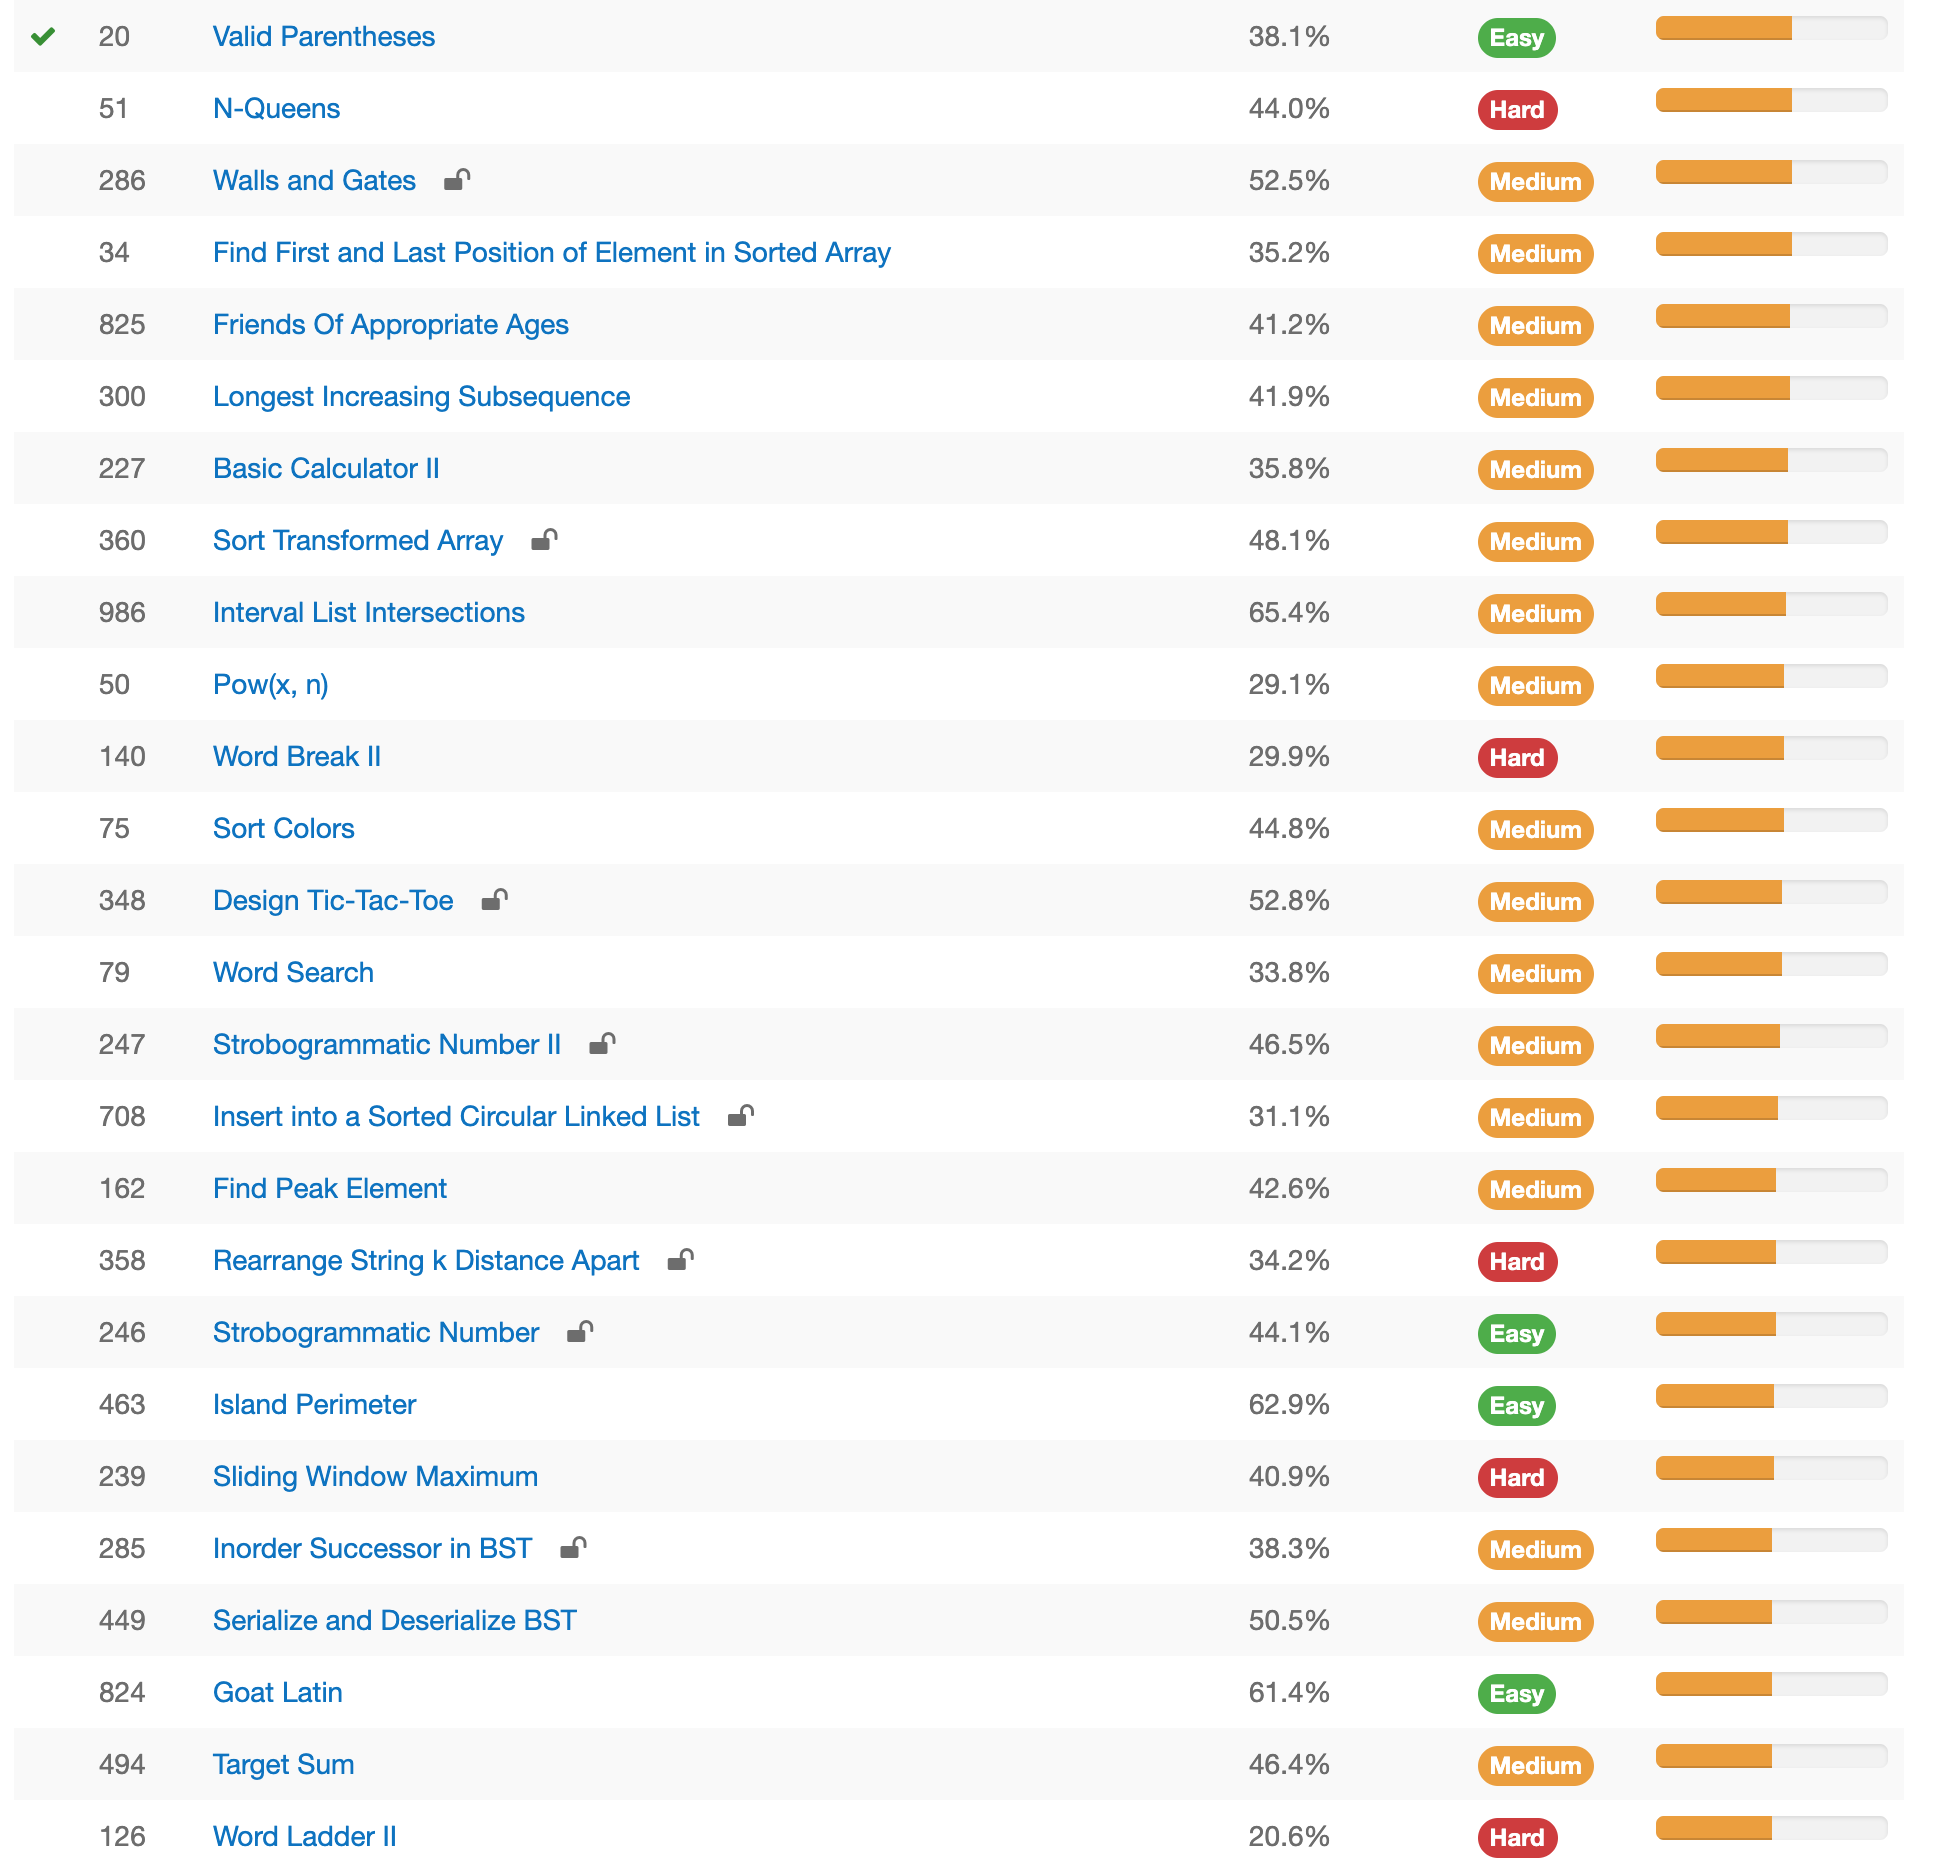 20 Valid Parentheses 38.1% Easy
51 N-Queens 44.0% Hard
286 Walls and Gates 52.5% Medium
34 Find First and Last Position of Element in Sorted Array 35.2% Medium
825 Friends Of Appropriate Ages 41.2% Medium
300 Longest Increasing Subsequence 41.9% Medium
227 Basic Calculator II 35.8% Medium
360 Sort Transformed Array 48.1% Medium
986 Interval List Intersections 65.4% Medium
50 Pow(x, n) 29.1% Medium
140 Word Break II 29.9% Hard
75 Sort Colors 44.8% Medium
348 Design Tic-Tac-Toe 52.8% Medium
79 Word Search 33.8% Medium
247 Strobogrammatic Number II 46.5% Medium
708 Insert into a Sorted Circular Linked List 31.1% Medium
162 Find Peak Element 42.6% Medium
358 Rearrange String k Distance Apart 34.2% Hard
246 Strobogrammatic Number 44.1% Easy
463 Island Perimeter 62.9% Easy
239 Sliding Window Maximum 40.9% Hard
285 Inorder Successor in BST 38.3% Medium
449 Serialize and Deserialize BST 50.5% Medium
824 Goat Latin 61.4% Easy
494 Target Sum 46.4% Medium
126 Word Ladder II 20.6% Hard